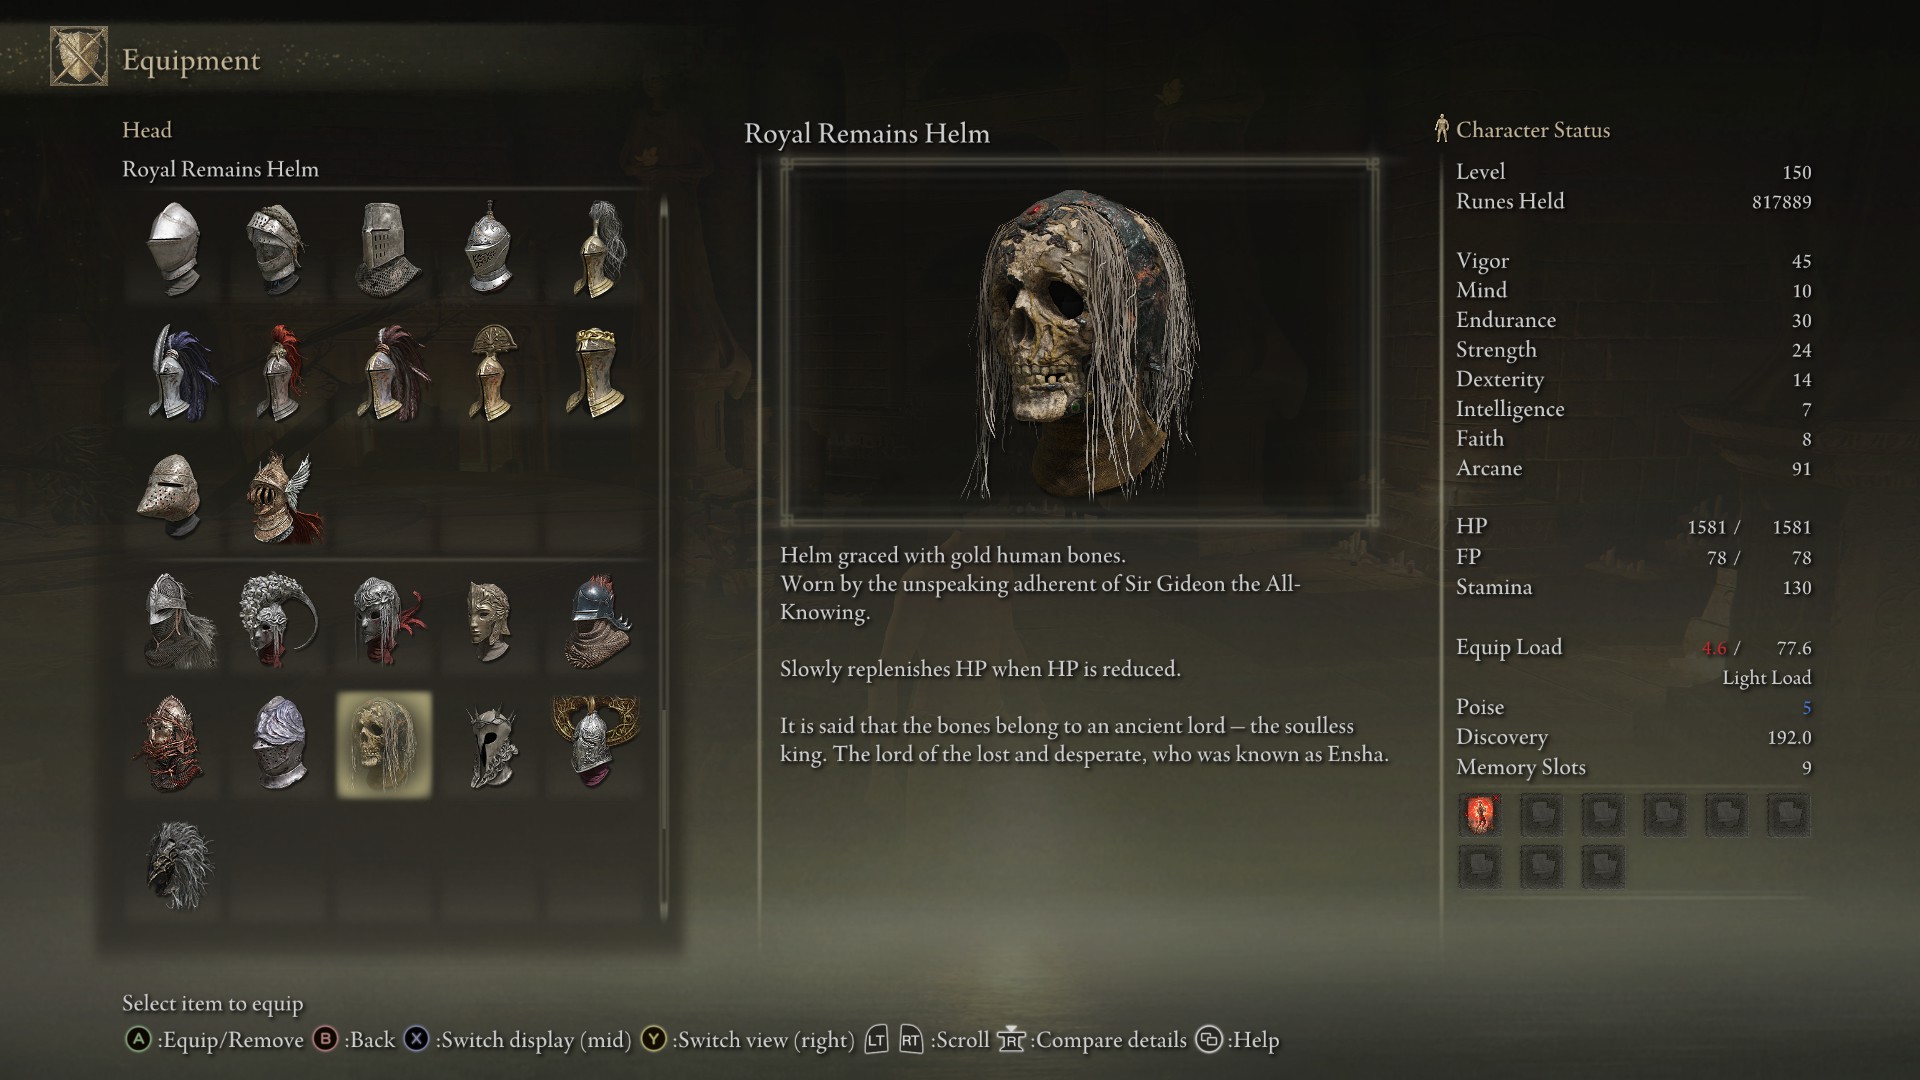 Equipment
Head
Royal Remains Helm
Royal Remains Helm
Helm graced with gold human bones.
Worn by the unspeaking adherent of Sir Gideon the All-
Knowing.
Slowly replenishes HP when HP is reduced.
It is said that the bones belong to an ancient lord – the soulless
king. The lord of the lost and desperate, who was known as Ensha.
Character Status
Level 150
Runes Held 817889
Vigor 45
Mind 10
Endurance 30
Strength 24
Dexterity 14
Intelligence 7
Faith 8
Arcane 91
HP 1581 / 1581
FP 78 / 78
Stamina 130
Equip Load 4.6 / 77.6
Light Load
Poise 5
Discovery 192.0
Memory Slots 9
Select item to equip
A :Equip/Remove B :Back X :Switch display (mid) Y :Switch view (right) LT RT :Scroll R :Compare details :Help